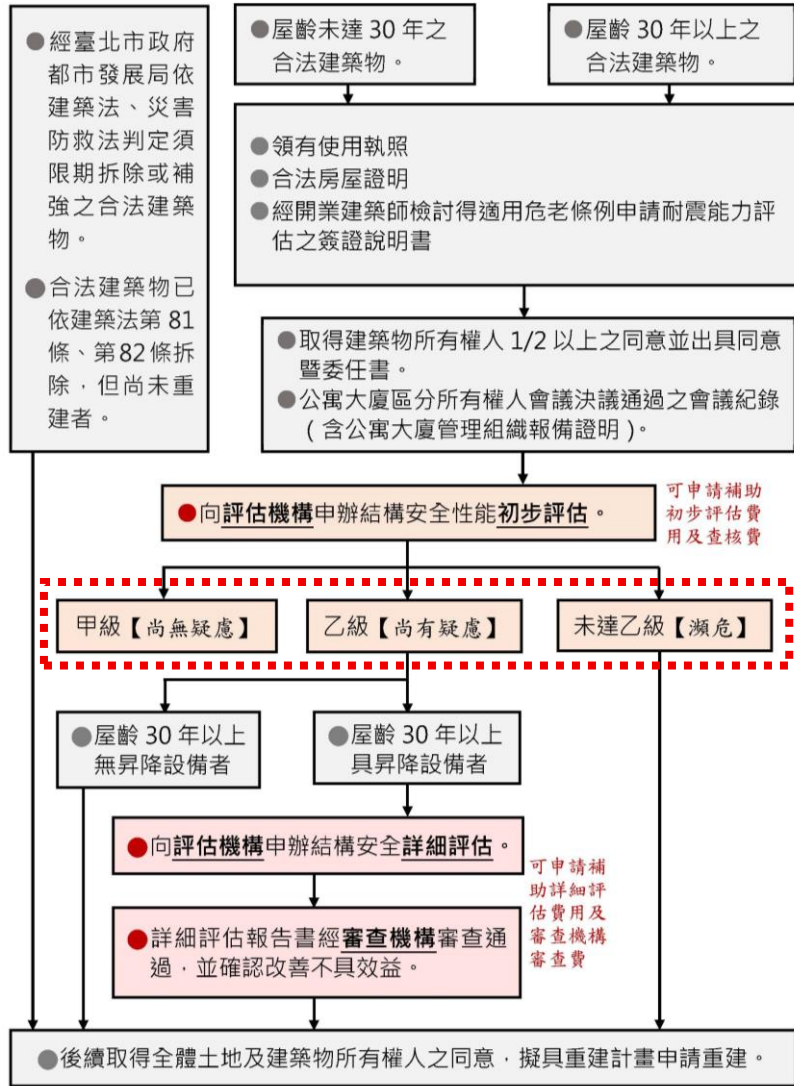 ●經臺北市政府
都市發展局依
建築法、災害
防救法判定須
限期拆除或補
強之合法建築
物。
●合法建築物已
依建築法第 81
條、第82條拆
除，但尚未重
建者。
●屋齡未達 30 年之
合法建築物。
●屋齡 30 年以上之
合法建築物。
●領有使用執照
●合法房屋證明
●經開業建築師檢討得適用危老條例申請耐震能力評
估之簽證說明書
●取得建築物所有權人 1/2 以上之同意並出具同意
暨委任書。
●公寓大廈區分所有權人會議決議通過之會議紀錄
（含公寓大廈管理組織報備證明）。
●向評估機構申辦結構安全性能初步評估。
可申請補助
初步評估費
用及查核費
甲級【尚無疑慮】
乙級【尚有疑慮】
未達乙級【瀕危】
●屋齡 30 年以上
無昇降設備者
●屋齡 30 年以上
具昇降設備者
●向評估機構申辦結構安全詳細評估。
●詳細評估報告書經審查機構審查通
過，並確認改善不具效益。
可申請補
助詳細評
估費用及
審查機構
審查費
●後續取得全體土地及建築物所有權人之同意，擬具重建計畫申請重建。